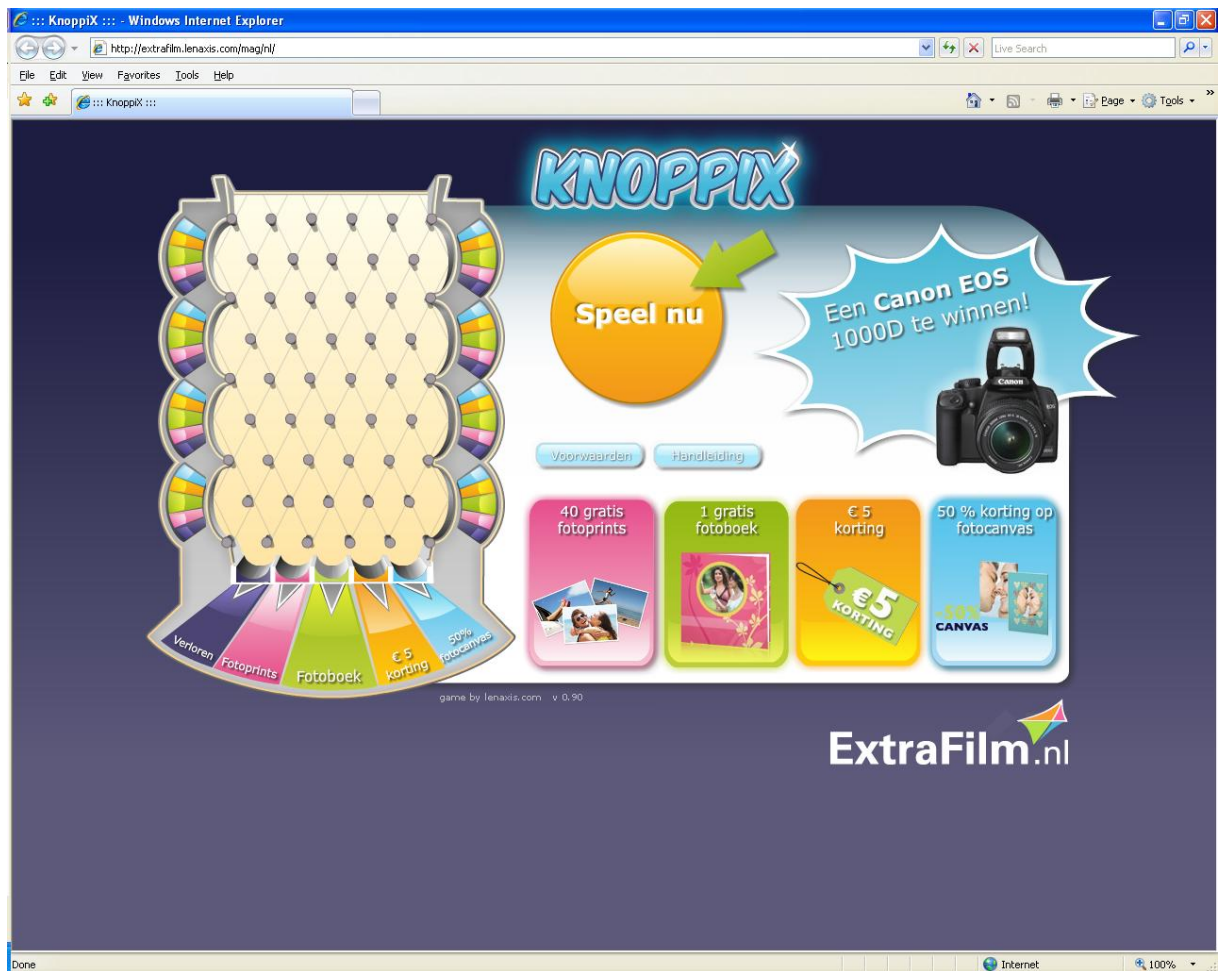 ::: KnoppiX ::: - Windows Internet Explorer
http://extrafilm.lenaxis.com/mag/nl/
Live Search
File Edit View Favorites Tools Help
::: KnoppiX :::
Page Tools
KNOPPIX
Speel nu
Een Canon EOS
1000D te winnen!
Canon
EOS
Voorwaarden Handleiding
40 gratis
fotoprints
1 gratis
fotoboek
€ 5
korting
50 % korting op
fotocanvas
€5
KORTING
-50%
CANVAS
Verloren
Fotoprints
Fotoboek
€ 5
korting
50%
fotocanvas
game by lenaxis.com v 0.90
ExtraFilm.nl
Done
Internet
100%